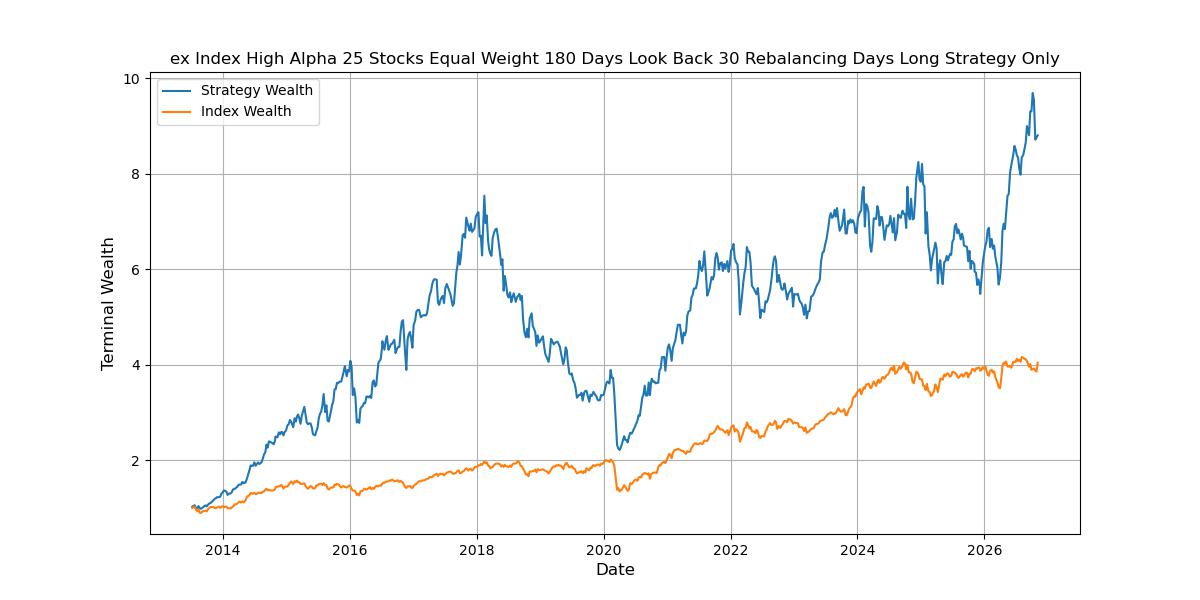 ex Index High Alpha 25 Stocks Equal Weight 180 Days Look Back 30 Rebalancing Days Long Strategy Only
Strategy Wealth
Index Wealth
Terminal Wealth
10
8
6
4
2
2014 2016 2018 2020 2022 2024 2026
Date